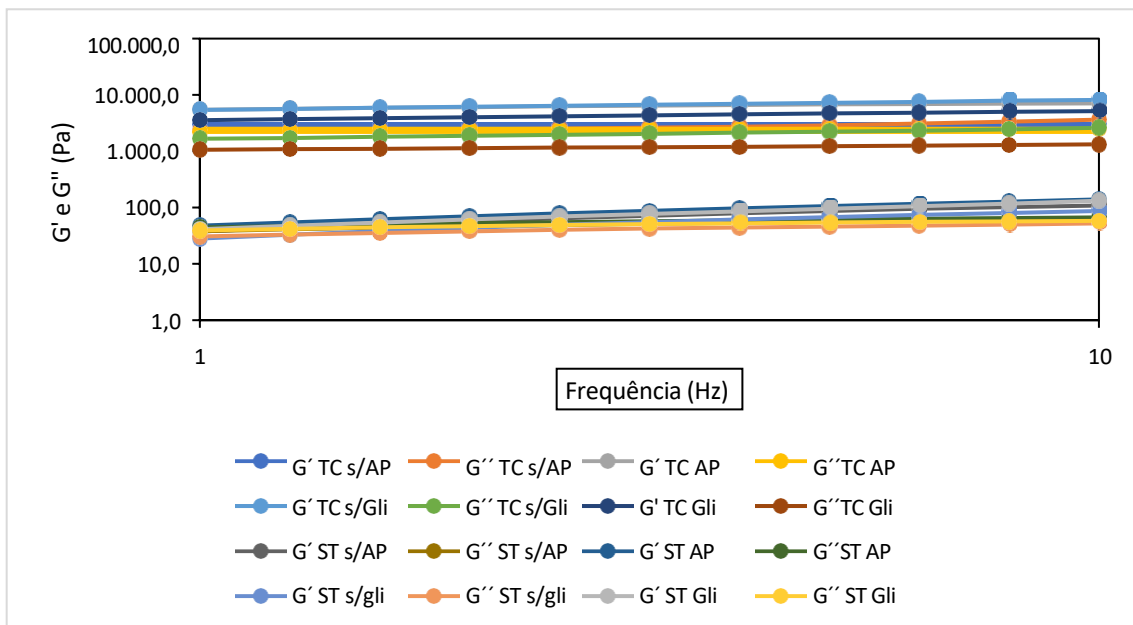 100.000,0
10.000,0
1.000,0
100,0
10,0
1,0
G' e G'' (Pa)
1 10
Frequência (Hz)
G´ TC s/AP G´´ TC s/AP G´ TC AP G´´TC AP
G´ TC s/Gli G´´ TC s/Gli G' TC Gli G´´TC Gli
G´ ST s/AP G´´ ST s/AP G´ ST AP G´´ST AP
G´ ST s/gli G´´ ST s/gli G´ ST Gli G´´ ST Gli